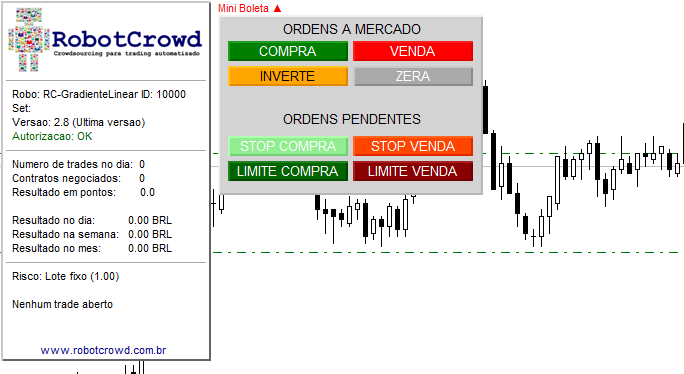 RobotCrowd
Crowdsourcing para trading automatizado
Robo: RC-GradienteLinear ID: 10000
Set:
Versao: 2.8 (Ultima versao)
Autorizacao: OK
Numero de trades no dia: 0
Contratos negociados: 0
Resultado em pontos: 0.0
Resultado no dia: 0.00 BRL
Resultado na semana: 0.00 BRL
Resultado no mes: 0.00 BRL
Risco: Lote fixo (1.00)
Nenhum trade aberto
www.robotcrowd.com.br
Mini Boleta ▲
ORDENS A MERCADO
COMPRA VENDA
INVERTE ZERA
ORDENS PENDENTES
STOP COMPRA STOP VENDA
LIMITE COMPRA LIMITE VENDA